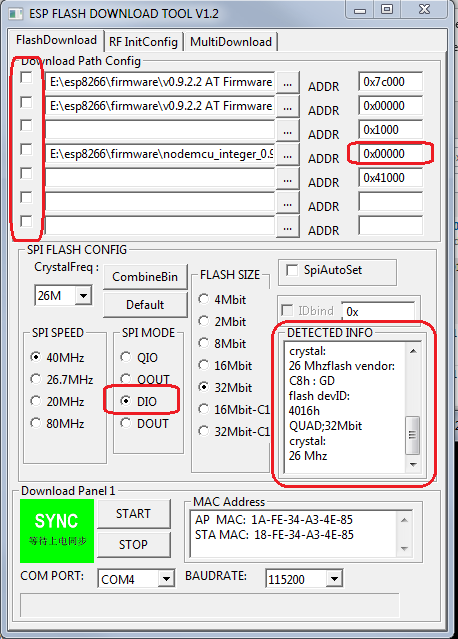 ESP FLASH DOWNLOAD TOOL V1.2
FlashDownload RF InitConfig MultiDownload
Download Path Config
E:\esp8266\firmware\v0.9.2.2 AT Firmware ... ADDR 0x7c000
E:\esp8266\firmware\v0.9.2.2 AT Firmware ... ADDR 0x00000
... ADDR 0x1000
E:\esp8266\firmware\nodemcu_integer_0.9 ... ADDR 0x00000
... ADDR 0x41000
... ADDR
... ADDR
SPI FLASH CONFIG
CrystalFreq :
26M
CombineBin
Default
SPI SPEED
40MHz
26.7MHz
20MHz
80MHz
SPI MODE
QIO
QOUT
DIO
DOUT
FLASH SIZE
4Mbit
2Mbit
8Mbit
16Mbit
32Mbit
16Mbit-C1
32Mbit-C1
SpiAutoSet
IDbind 0x
DETECTED INFO
crystal:
26 Mhzflash vendor:
C8h : GD
flash devID:
4016h
QUAD;32Mbit
crystal:
26 Mhz
Download Panel 1
SYNC
等待上电同步
START
STOP
MAC Address
AP MAC: 1A-FE-34-A3-4E-85
STA MAC: 18-FE-34-A3-4E-85
COM PORT: COM4 BAUDRATE: 115200